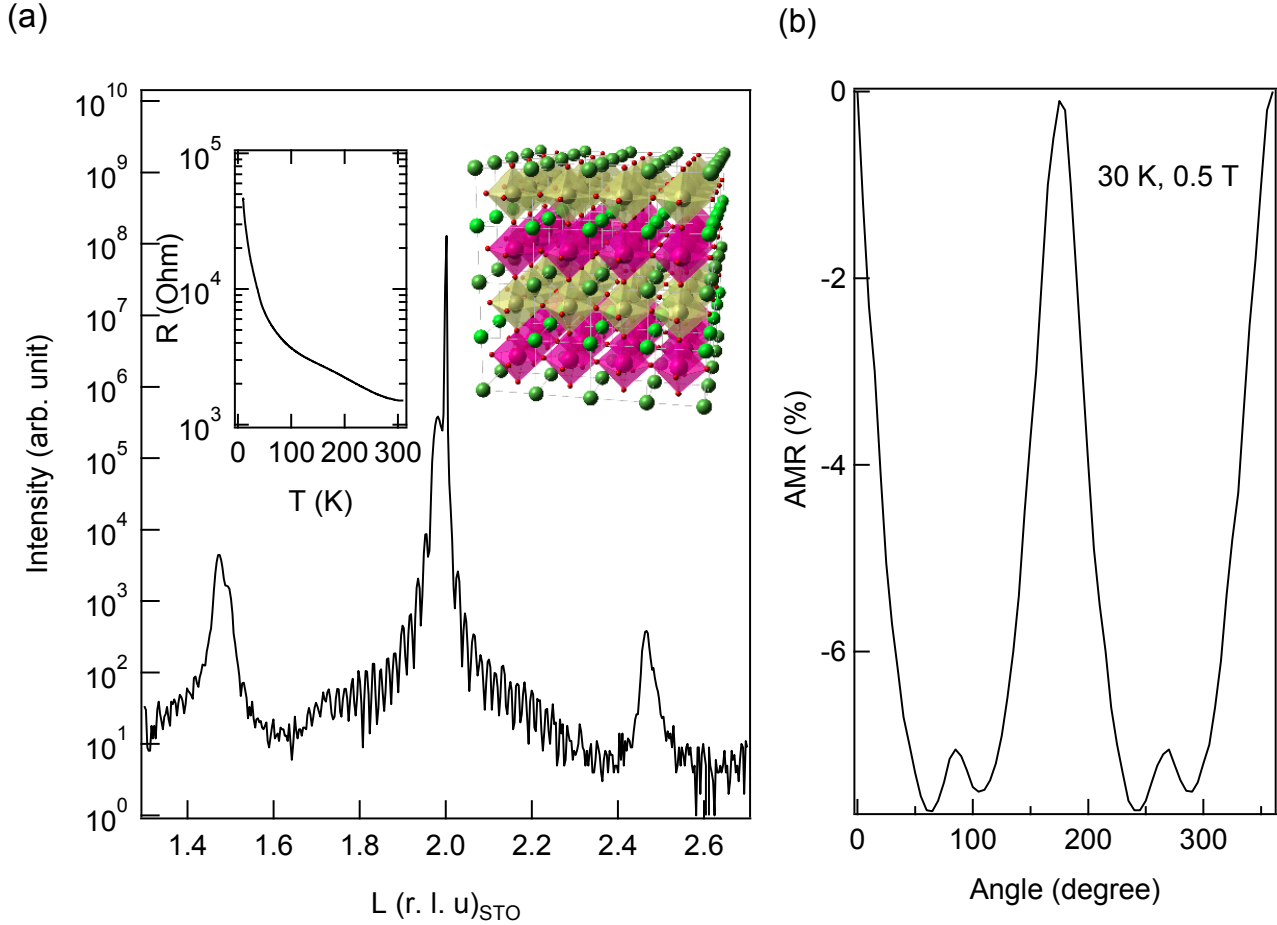 (a)
(b)
10^10
10^9
10^8
10^7
10^6
10^5
10^4
10^3
10^2
10^1
10^0
Intensity (arb. unit)
1.4 1.6 1.8 2.0 2.2 2.4 2.6
L (r. l. u)_STO
10^5
10^4
10^3
R (Ohm)
0 100 200 300
T (K)
0
-2
-4
-6
AMR (%)
30 K, 0.5 T
0 100 200 300
Angle (degree)